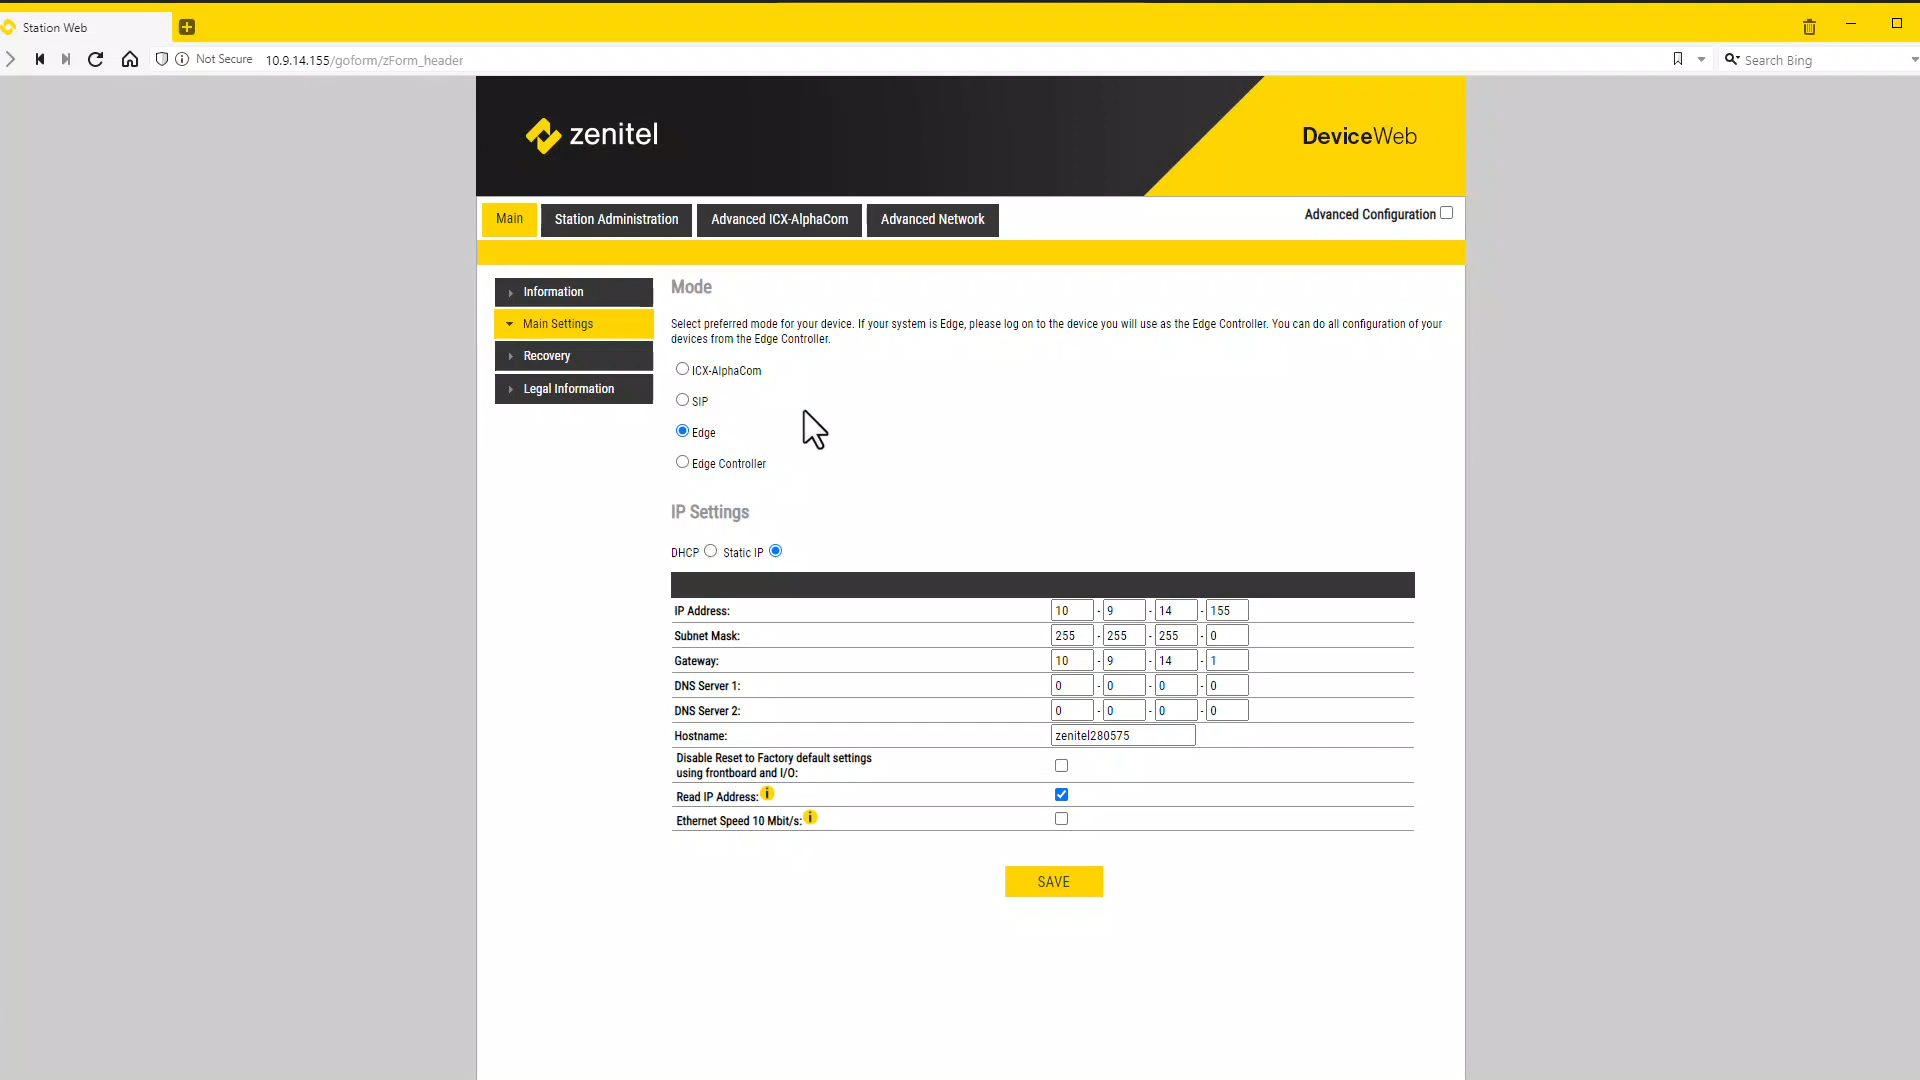 Station Web
Not Secure 10.9.14.155/goform/zForm_header
Search Bing
zenitel
DeviceWeb
Main
Station Administration
Advanced ICX-AlphaCom
Advanced Network
Advanced Configuration
Information
Main Settings
Recovery
Legal Information
Mode
Select preferred mode for your device. If your system is Edge, please log on to the device you will use as the Edge Controller. You can do all configuration of your
devices from the Edge Controller.
ICX-AlphaCom
SIP
Edge
Edge Controller
IP Settings
DHCP Static IP
IP Address: 10 - 9 - 14 - 155
Subnet Mask: 255 - 255 - 255 - 0
Gateway: 10 - 9 - 14 - 1
DNS Server 1: 0 - 0 - 0 - 0
DNS Server 2: 0 - 0 - 0 - 0
Hostname: zenitel280575
Disable Reset to Factory default settings
using frontboard and I/O:
Read IP Address: i
Ethernet Speed 10 Mbit/s: i
SAVE